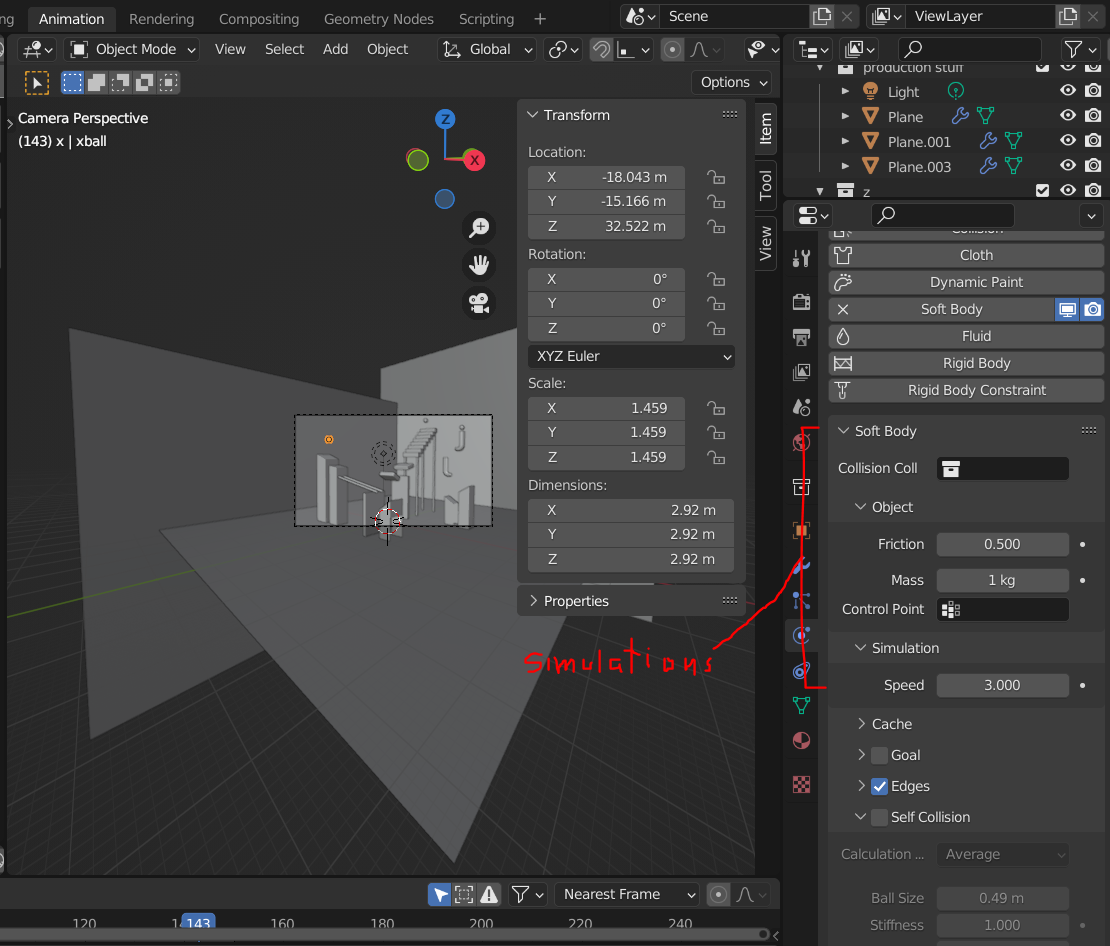 Animation Rendering Compositing Geometry Nodes Scripting +
Scene
ViewLayer
Object Mode View Select Add Object Global
Options
Camera Perspective
(143) x | xball
Z
X
Transform
Location:
X -18.043 m
Y -15.166 m
Z 32.522 m
Rotation:
X 0°
Y 0°
Z 0°
XYZ Euler
Scale:
X 1.459
Y 1.459
Z 1.459
Dimensions:
X 2.92 m
Y 2.92 m
Z 2.92 m
Properties
Item
Tool
View
production stuff
Light
Plane
Plane.001
Plane.003
z
Collision
Cloth
Dynamic Paint
Soft Body
Fluid
Rigid Body
Rigid Body Constraint
Soft Body
Collision Coll
Object
Friction 0.500
Mass 1 kg
Control Point
Simulation
Speed 3.000
Cache
Goal
Edges
Self Collision
Calculation ... Average
Ball Size 0.49 m
Stiffness 1.000
simulations
Nearest Frame
120 143 160 180 200 220 240